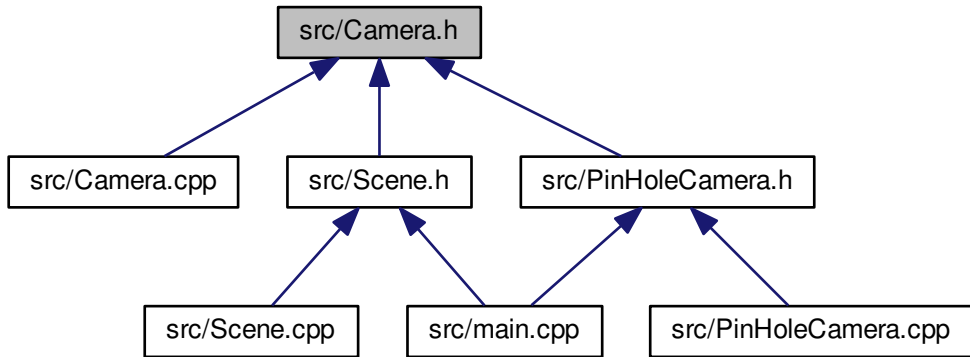 src/Camera.h
src/Camera.cpp
src/Scene.h
src/PinHoleCamera.h
src/Scene.cpp
src/main.cpp
src/PinHoleCamera.cpp